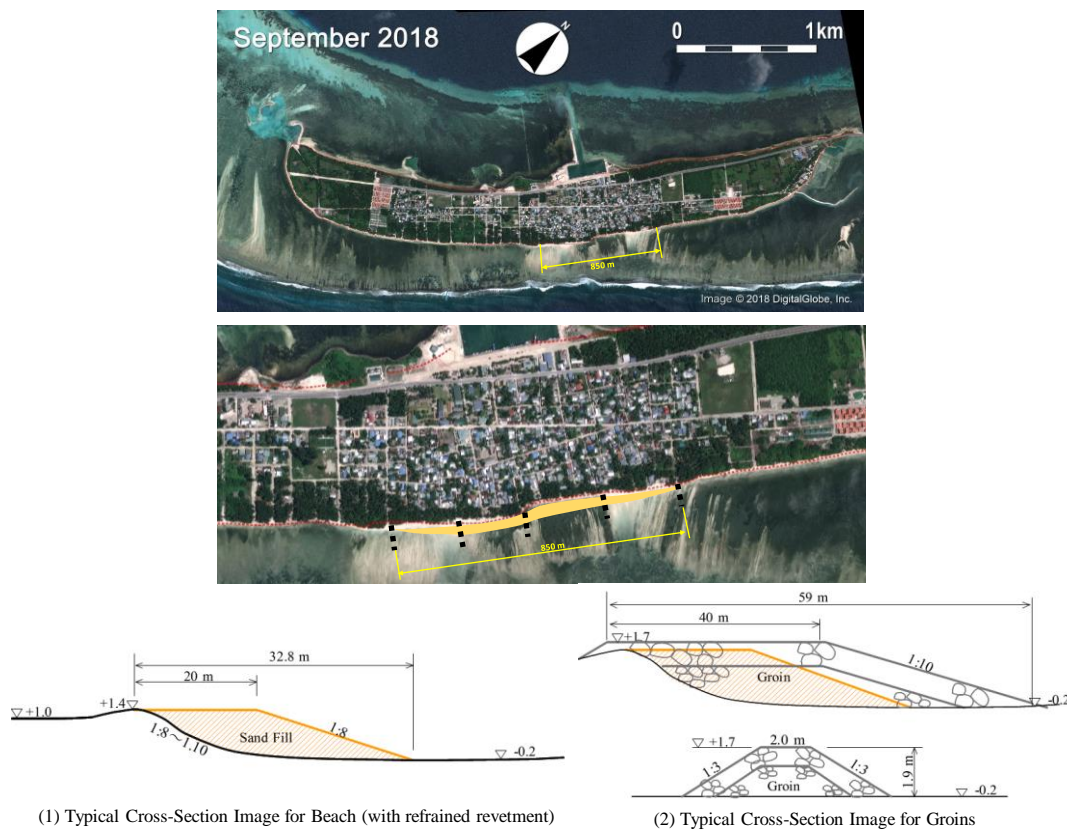 September 2018
N
0 1km
850 m
Image © 2018 DigitalGlobe, Inc.
850 m
32.8 m
20 m
+1.0
+1.4
1:8~1.10
Sand Fill
1:8
-0.2
(1) Typical Cross-Section Image for Beach (with refrained revetment)
59 m
40 m
+1.7
1:10
Groin
-0.2
+1.7
2.0 m
1:3
1:3
1.9 m
Groin
-0.2
(2) Typical Cross-Section Image for Groins